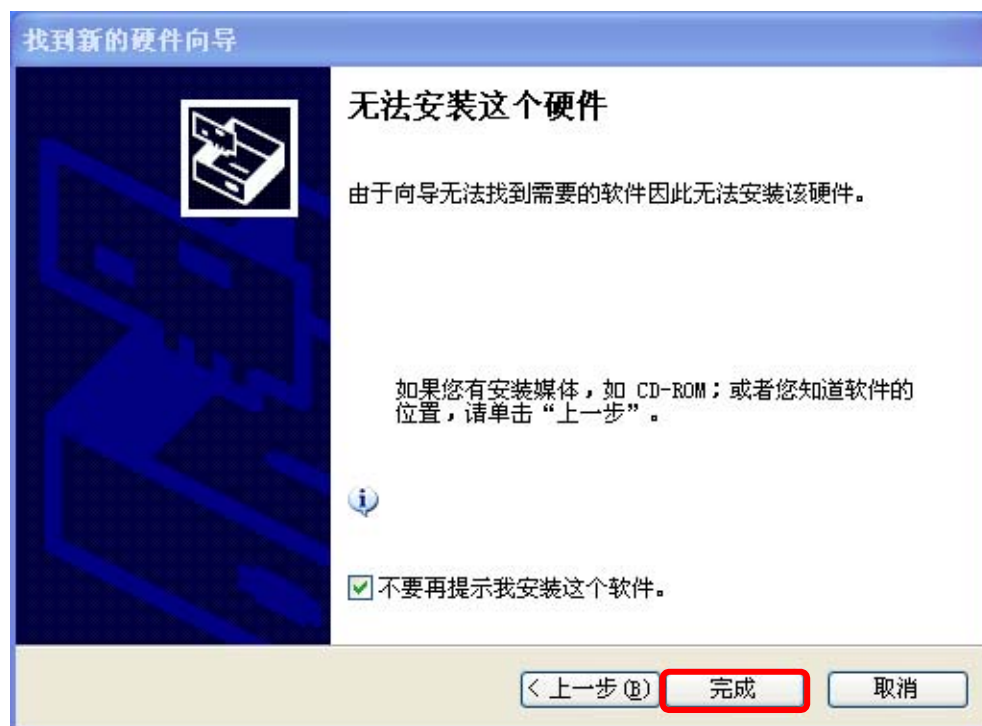 找到新的硬件向导
无法安装这个硬件
由于向导无法找到需要的软件因此无法安装该硬件。
如果您有安装媒体，如 CD-ROM；或者您知道软件的
位置，请单击“上一步”。
不要再提示我安装这个软件。
< 上一步(B) 完成 取消